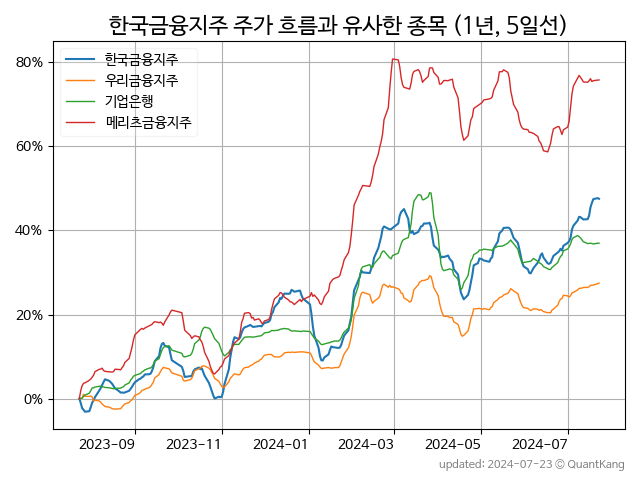 한국금융지주 주가 흐름과 유사한 종목 (1년, 5일선)
한국금융지주
우리금융지주
기업은행
메리츠금융지주
80%
60%
40%
20%
0%
2023-09 2023-11 2024-01 2024-03 2024-05 2024-07
updated: 2024-07-23 © QuantKang